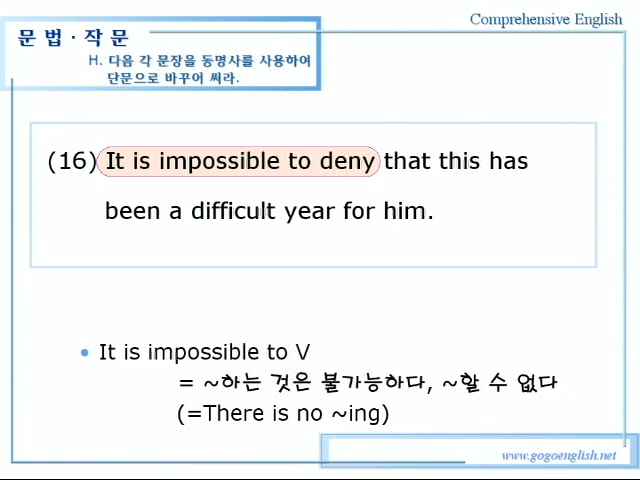 Comprehensive English
문 법 · 작 문
H. 다음 각 문장을 동명사를 사용하여
단문으로 바꾸어 써라.
(16) It is impossible to deny that this has
been a difficult year for him.
• It is impossible to V
= ~하는 것은 불가능하다, ~할 수 없다
(=There is no ~ing)
www.gogoenglish.net